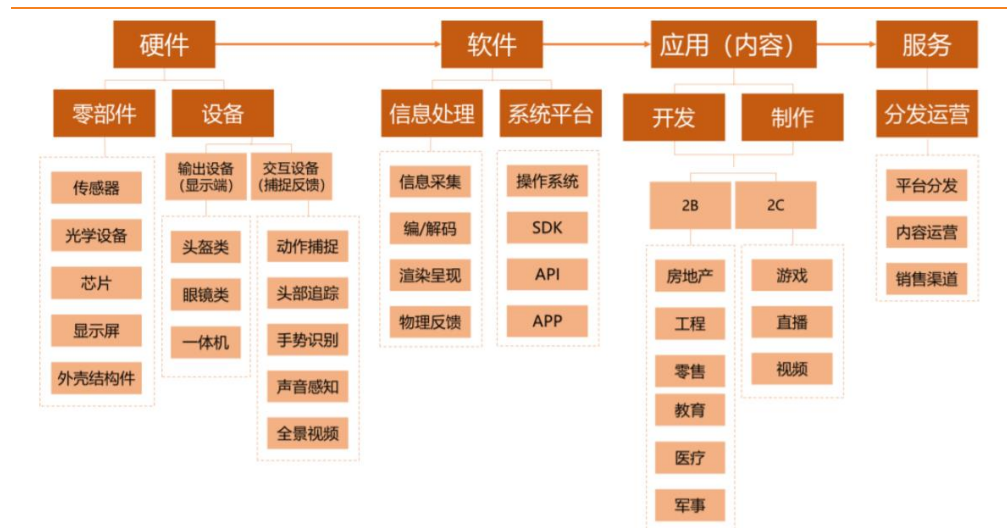 硬件
软件
应用（内容）
服务
零部件
设备
信息处理
系统平台
开发
制作
分发运营
传感器
光学设备
芯片
显示屏
外壳结构件
输出设备
（显示端）
头盔类
眼镜类
一体机
交互设备
（捕捉反馈）
动作捕捉
头部追踪
手势识别
声音感知
全景视频
信息采集
编/解码
渲染呈现
物理反馈
操作系统
SDK
API
APP
2B
房地产
工程
零售
教育
医疗
军事
2C
游戏
直播
视频
平台分发
内容运营
销售渠道